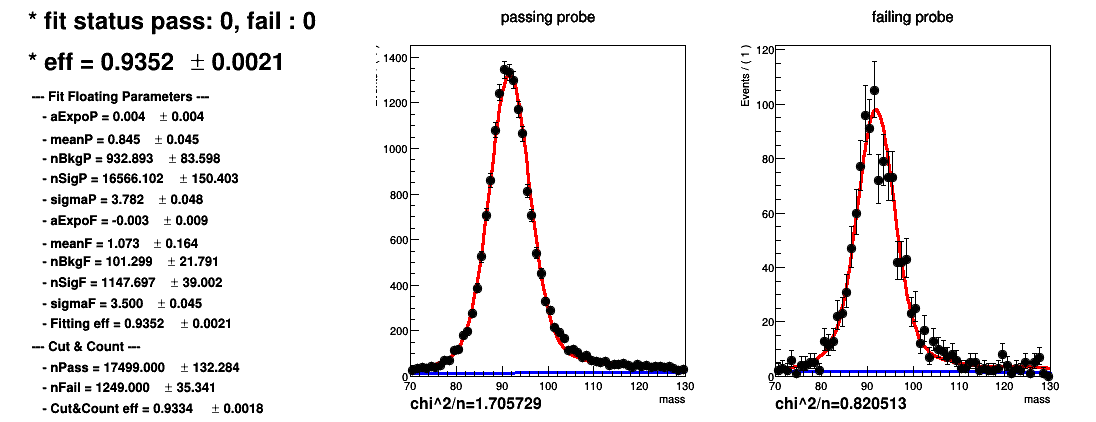 * fit status pass: 0, fail : 0
* eff = 0.9352 ± 0.0021
--- Fit Floating Parameters ---
- aExpoP = 0.004 ± 0.004
- meanP = 0.845 ± 0.045
- nBkgP = 932.893 ± 83.598
- nSigP = 16566.102 ± 150.403
- sigmaP = 3.782 ± 0.048
- aExpoF = -0.003 ± 0.009
- meanF = 1.073 ± 0.164
- nBkgF = 101.299 ± 21.791
- nSigF = 1147.697 ± 39.002
- sigmaF = 3.500 ± 0.045
- Fitting eff = 0.9352 ± 0.0021
--- Cut & Count ---
- nPass = 17499.000 ± 132.284
- nFail = 1249.000 ± 35.341
- Cut&Count eff = 0.9334 ± 0.0018
passing probe
1400
1200
1000
800
600
400
200
0
70 80 90 100 110 120 130
mass
chi^2/n=1.705729
failing probe
Events / ( 1 )
120
100
80
60
40
20
0
70 80 90 100 110 120 130
mass
chi^2/n=0.820513